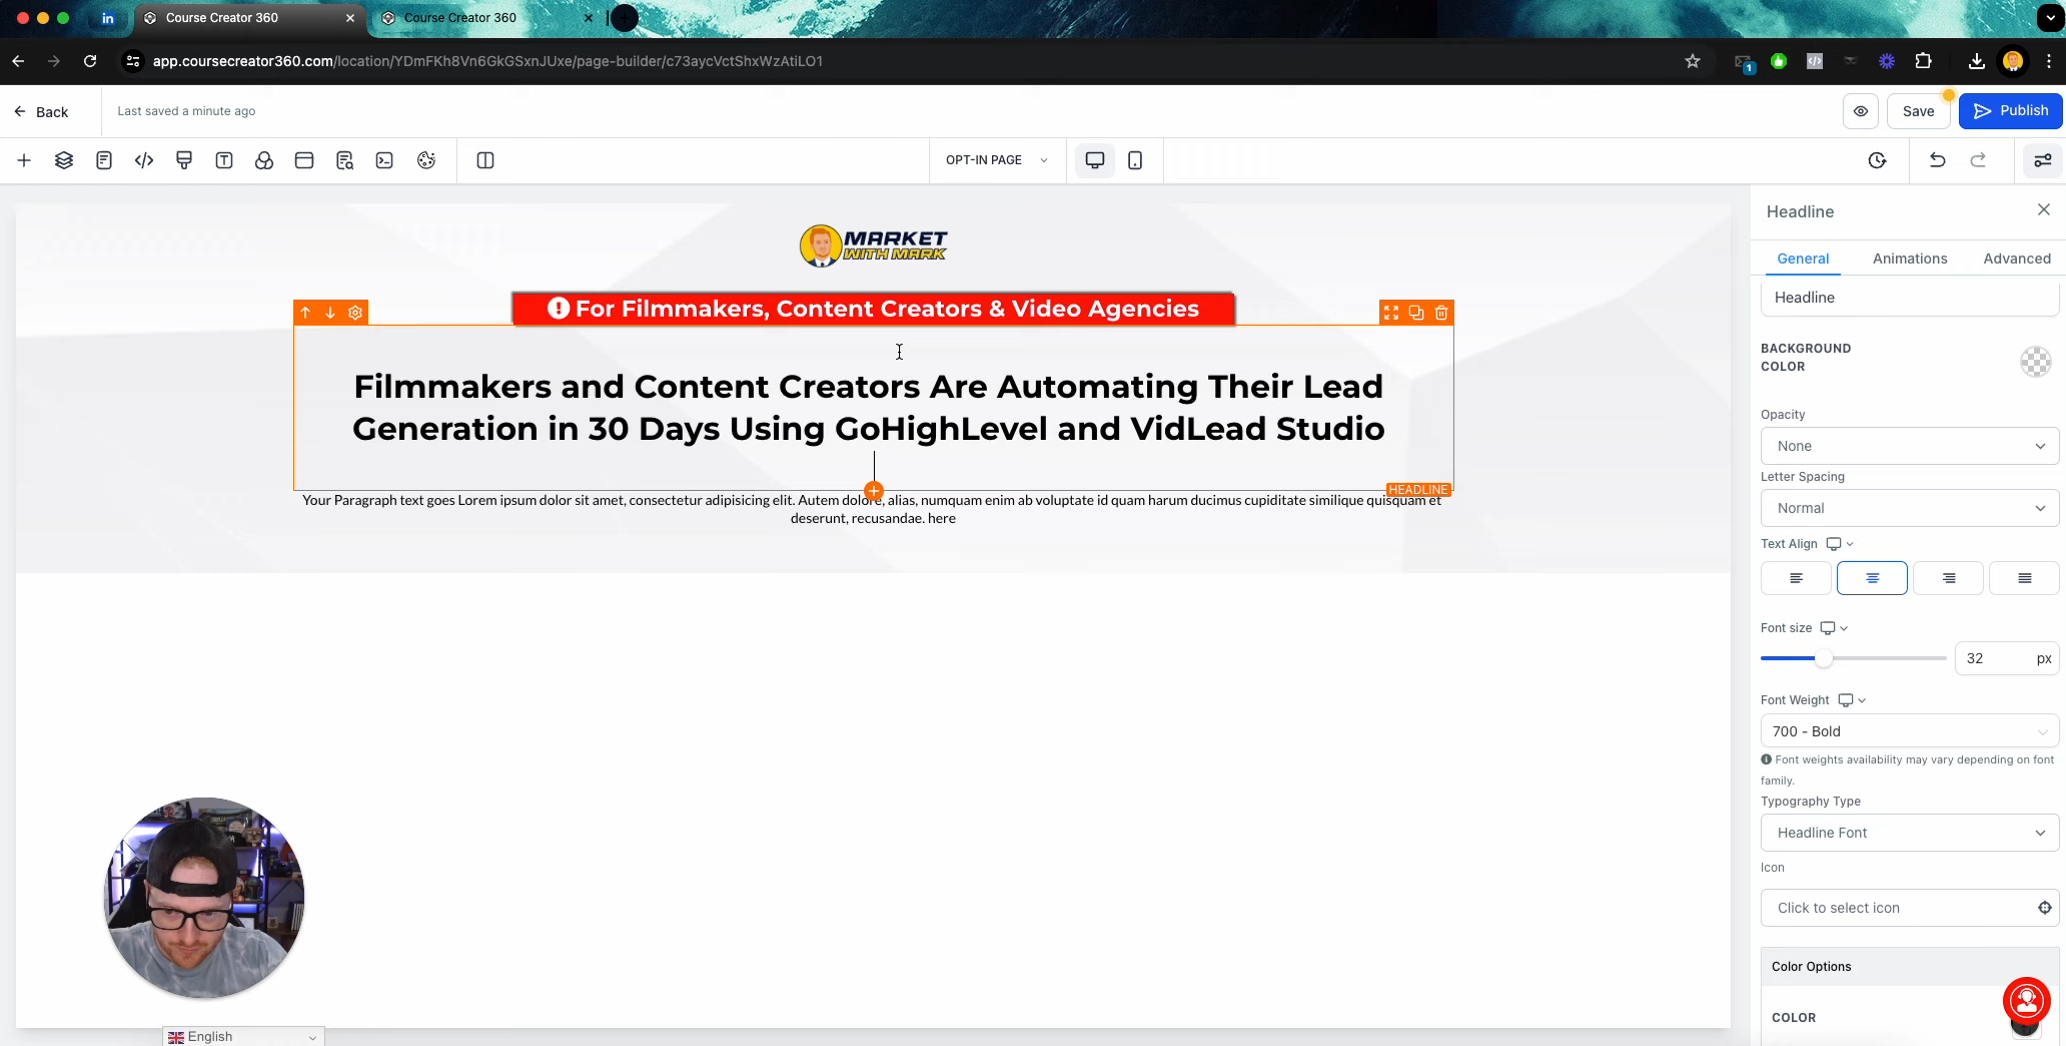 Course Creator 360
Course Creator 360
app.coursecreator360.com/location/YDmFKh8Vn6GkGSxnJUxe/page-builder/c73aycVctShxWzAtiLO1
1
Back
Last saved a minute ago
Save
Publish
OPT-IN PAGE
MARKET
WITH MARK
For Filmmakers, Content Creators & Video Agencies
Filmmakers and Content Creators Are Automating Their Lead
Generation in 30 Days Using GoHighLevel and VidLead Studio
HEADLINE
Your Paragraph text goes Lorem ipsum dolor sit amet, consectetur adipisicing elit. Autem dolore, alias, numquam enim ab voluptate id quam harum ducimus cupiditate similique quisquam et
deserunt, recusandae. here
English
Headline
General
Animations
Advanced
Headline
BACKGROUND
COLOR
Opacity
None
Letter Spacing
Normal
Text Align
Font size
32 px
Font Weight
700 - Bold
Font weights availability may vary depending on font
family.
Typography Type
Headline Font
Icon
Click to select icon
Color Options
COLOR